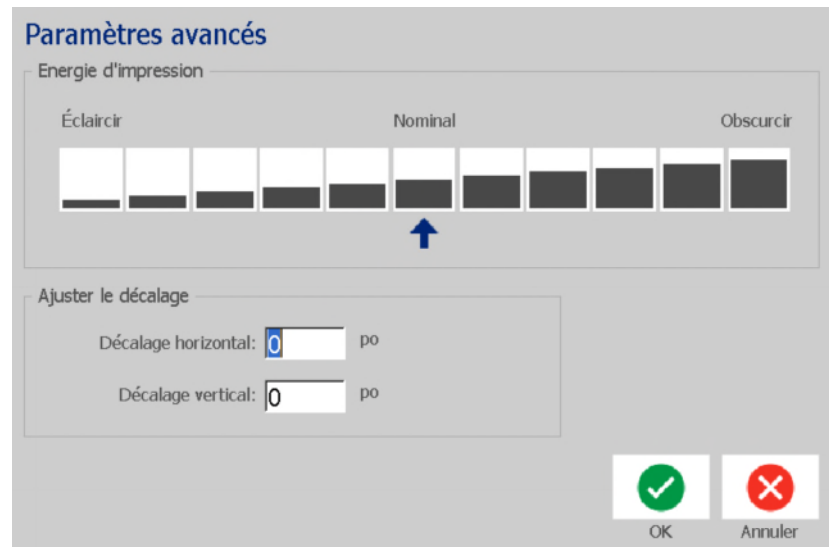 Paramètres avancés
Energie d'impression
Éclaircir Nominal Obscurcir
Ajuster le décalage
Décalage horizontal: 0 po
Décalage vertical: 0 po
OK Annuler